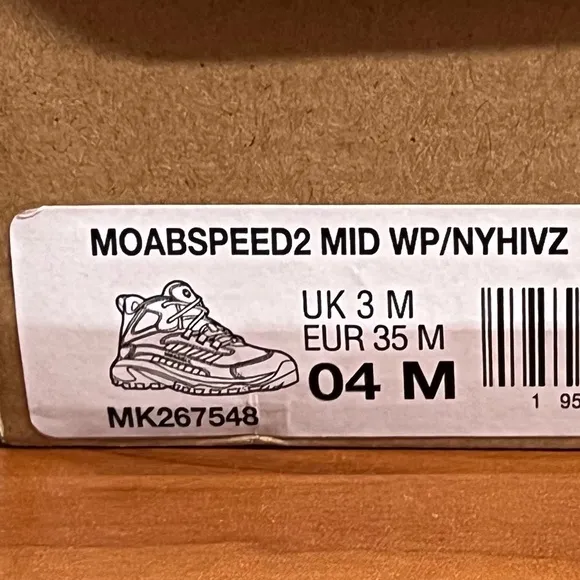 MOABSPEED2 MID WP/NYHIVZ
UK 3 M
EUR 35 M
04 M
MK267548
1 95